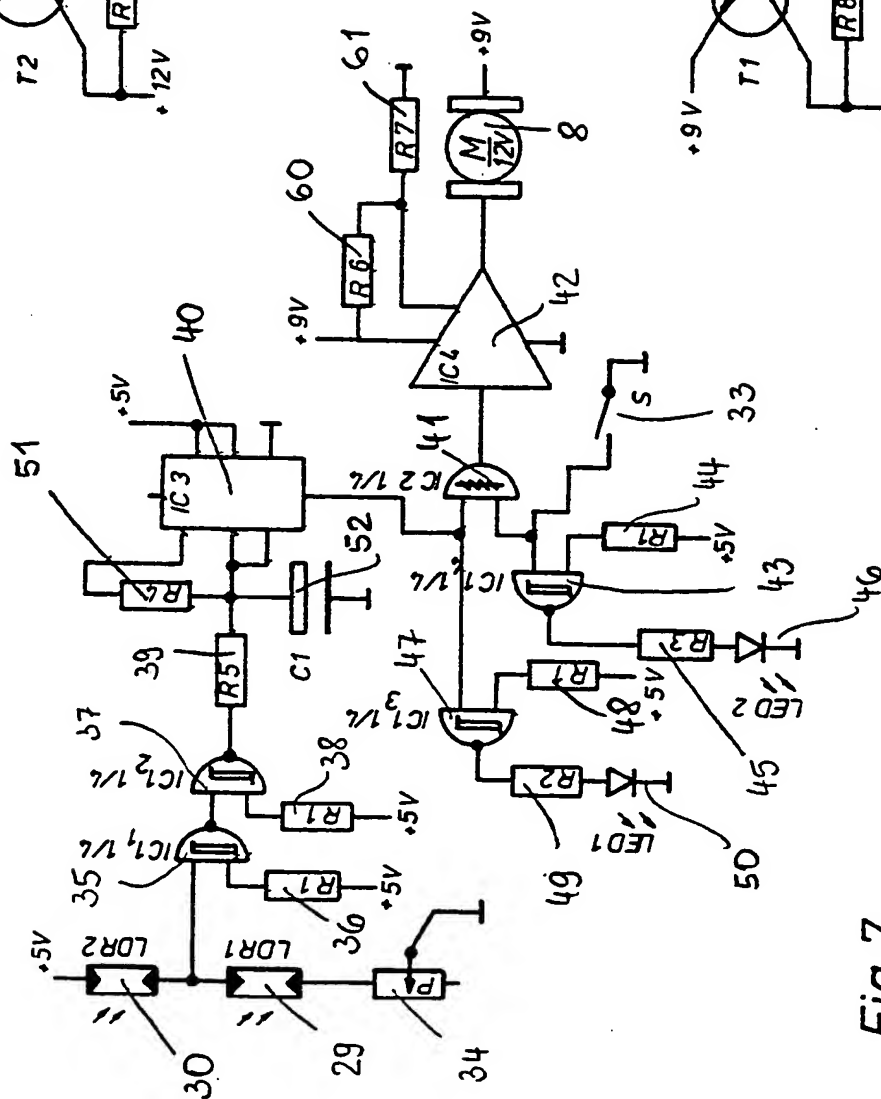 R
T2
+12V
61
R7
60
R6
+9V
+9V
M
12V
8
+9V
T1
R8
IC4
42
40
+5V
51
IC3
R4
52
C1
39
R5
41
IC2 1/4
S
33
44
R1
+5V
43
IC1₄ 1/4
46
R3
LED2
45
47
IC1₃ 1/4
R1
48
+5V
R2
LED1
49
50
37
IC1₂ 1/4
38
R1
+5V
IC1₁ 1/4
35
R1
36
+5V
+5V
LDR2
30
LDR1
29
P
34
Fig. 7